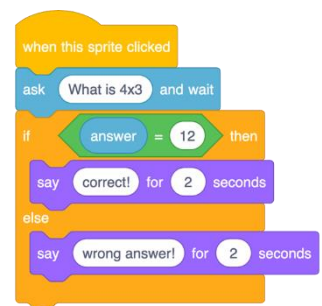 when this sprite clicked
ask What is 4x3 and wait
if answer = 12 then
say correct! for 2 seconds
else
say wrong answer! for 2 seconds